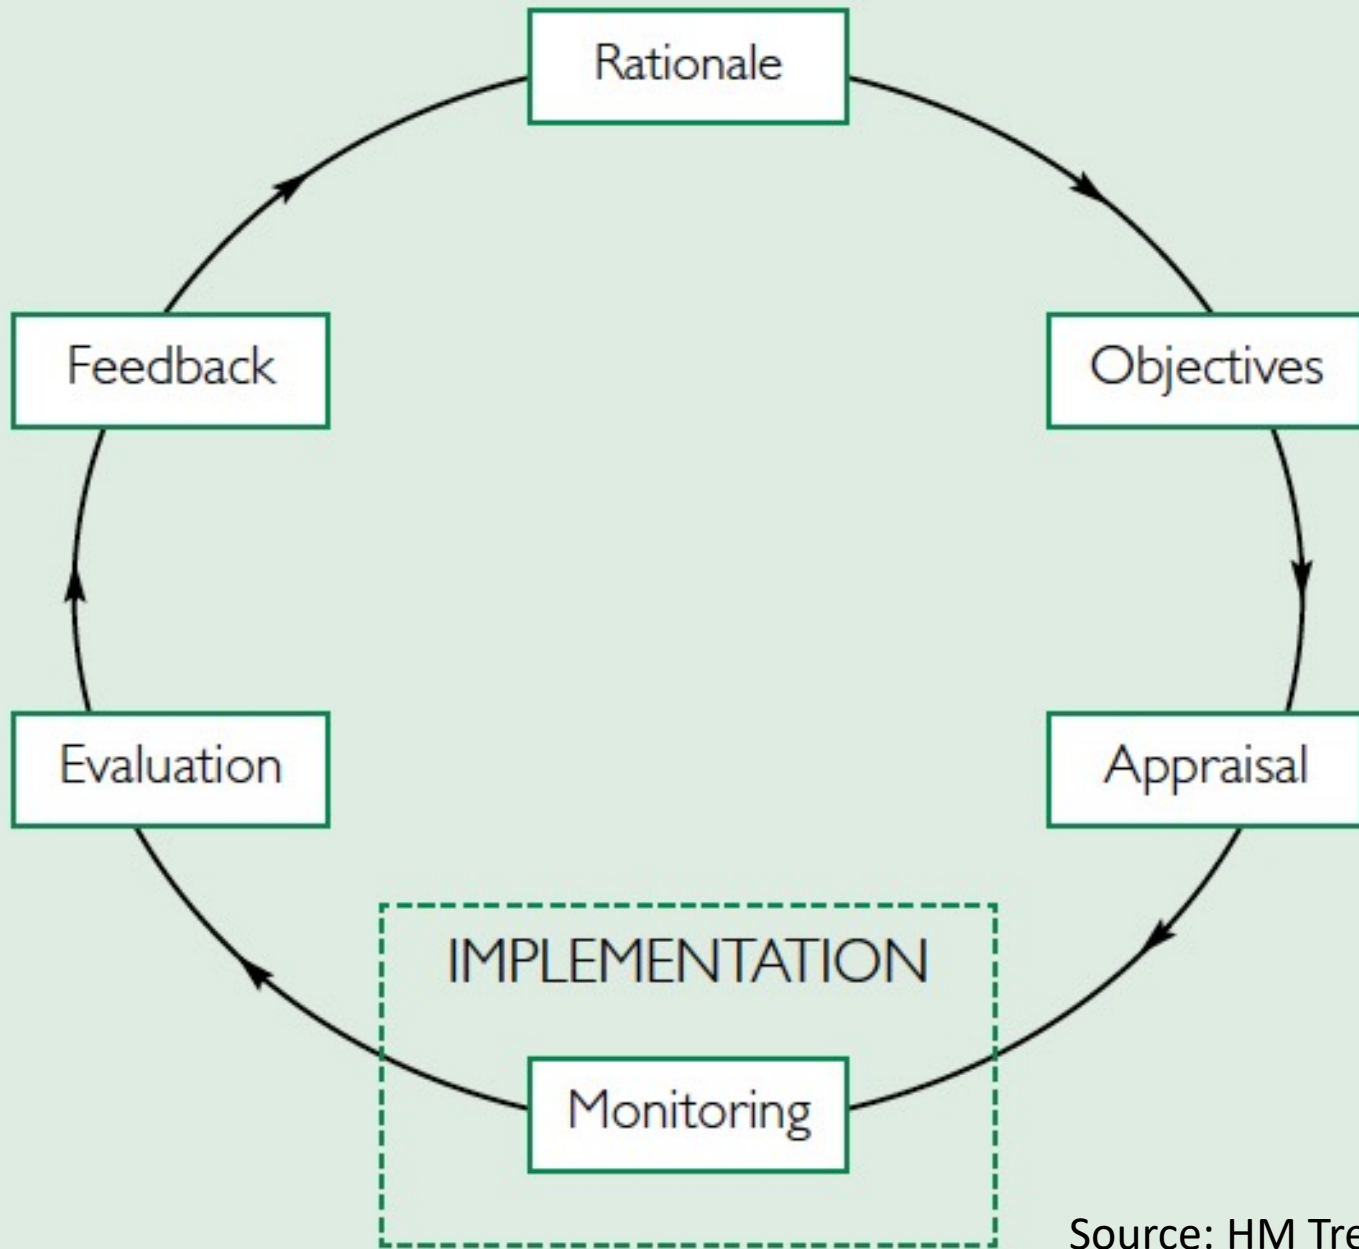 Rationale
Feedback
Objectives
Evaluation
Appraisal
IMPLEMENTATION
Monitoring
Source: HM